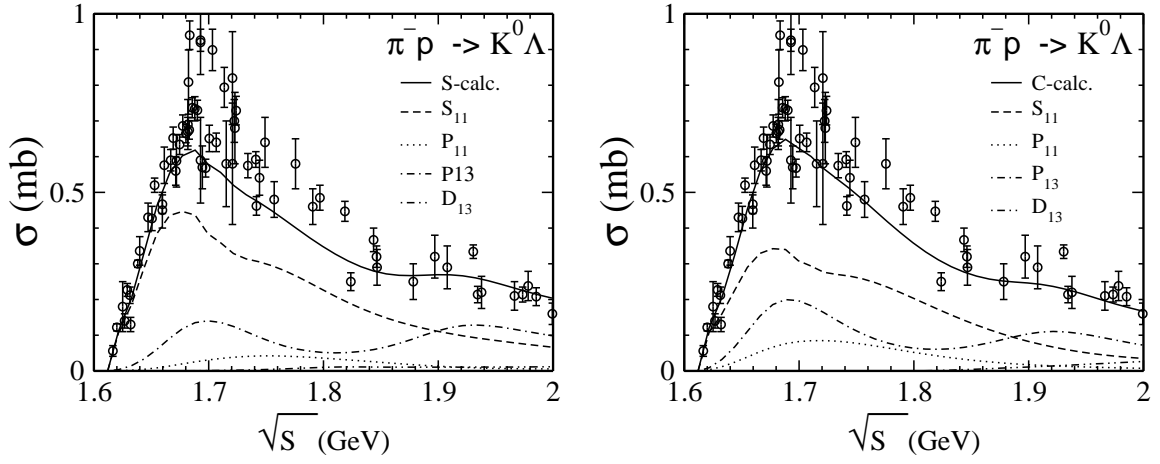 π⁻p -> K⁰Λ
S-calc.
S₁₁
P₁₁
P13
D₁₃
σ (mb)
1
0.5
0
1.6 1.7 1.8 1.9 2
√S (GeV)
π⁻p -> K⁰Λ
C-calc.
S₁₁
P₁₁
P₁₃
D₁₃
σ (mb)
1
0.5
0
1.6 1.7 1.8 1.9 2
√S (GeV)